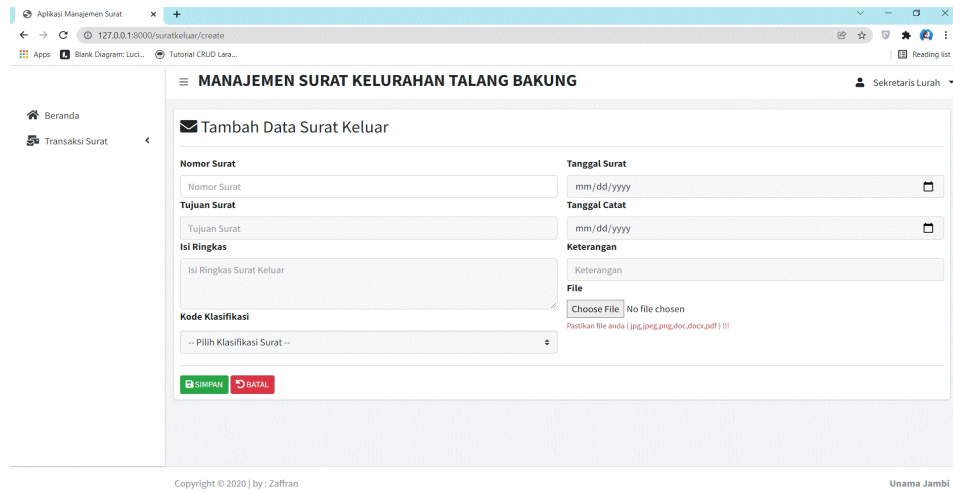 Aplikasi Manajemen Surat
127.0.0.1:8000/suratkeluar/create
Apps Blank Diagram: Luci... Tutorial CRUD Lara... Reading list
MANAJEMEN SURAT KELURAHAN TALANG BAKUNG Sekretaris Lurah
Beranda
Transaksi Surat
Tambah Data Surat Keluar
Nomor Surat
Nomor Surat
Tujuan Surat
Tujuan Surat
Isi Ringkas
Isi Ringkas Surat Keluar
Kode Klasifikasi
-- Pilih Klasifikasi Surat --
Tanggal Surat
mm/dd/yyyy
Tanggal Catat
mm/dd/yyyy
Keterangan
Keterangan
File
Choose File No file chosen
Pastikan file anda ( jpg,jpeg,png,doc,docx,pdf ) !!!
SIMPAN BATAL
Copyright © 2020 | by : Zaffran Unama Jambi